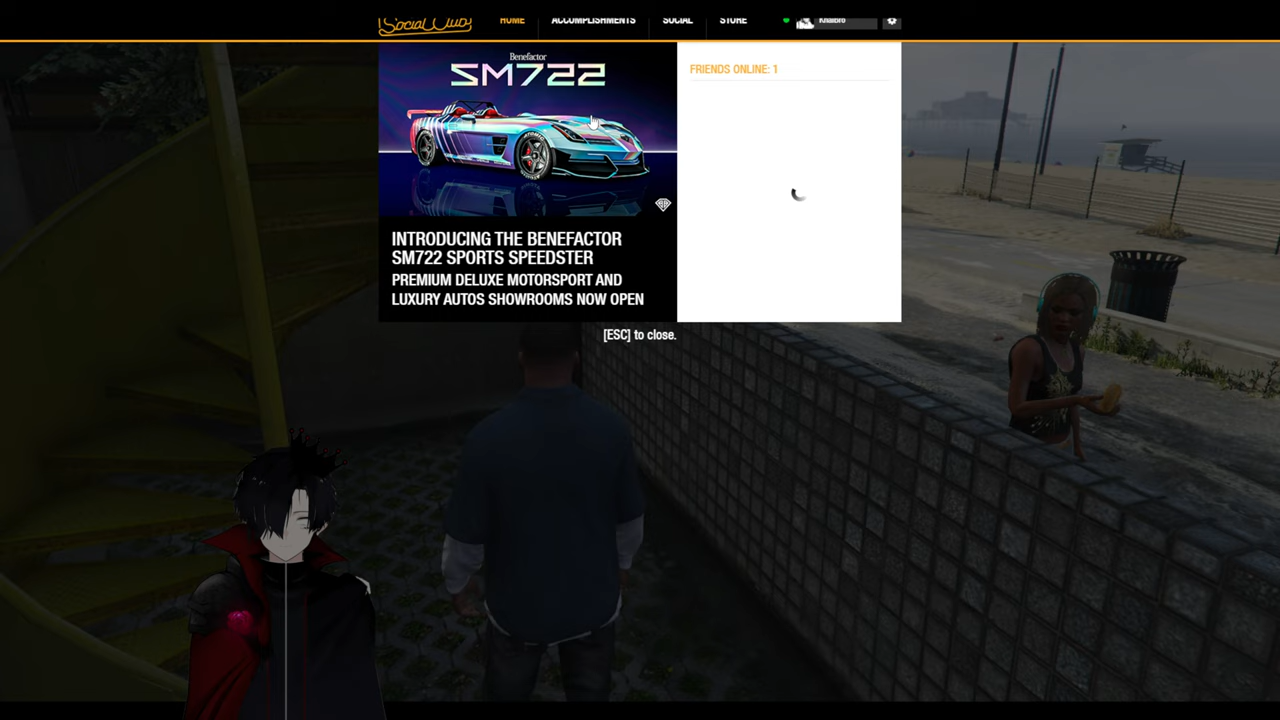 Social Club
HOME
ACCOMPLISHMENTS
SOCIAL
STORE
Khalbro
Benefactor
SM722
FRIENDS ONLINE: 1
INTRODUCING THE BENEFACTOR
SM722 SPORTS SPEEDSTER
PREMIUM DELUXE MOTORSPORT AND
LUXURY AUTOS SHOWROOMS NOW OPEN
[ESC] to close.